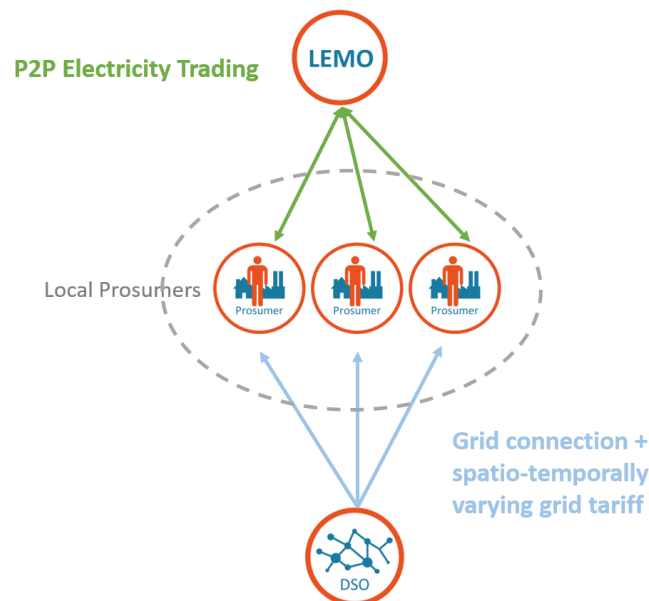 LEMO
P2P Electricity Trading
Local Prosumers
Prosumer
Prosumer
Prosumer
Grid connection +
spatio-temporally
varying grid tariff
DSO